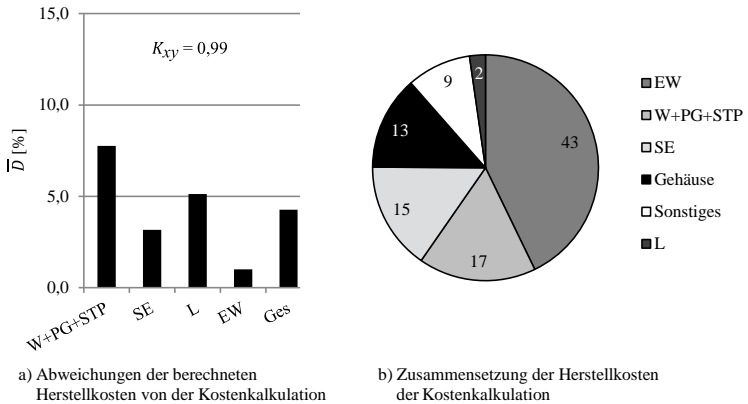 15,0
10,0
5,0
0,0
D [%]
Kxy = 0,99
W+PG+STP
SE
L
EW
Ges
a) Abweichungen der berechneten
Herstellkosten von der Kostenkalkulation
2
9
13
15
17
43
EW
W+PG+STP
SE
Gehäuse
Sonstiges
L
b) Zusammensetzung der Herstellkosten
der Kostenkalkulation